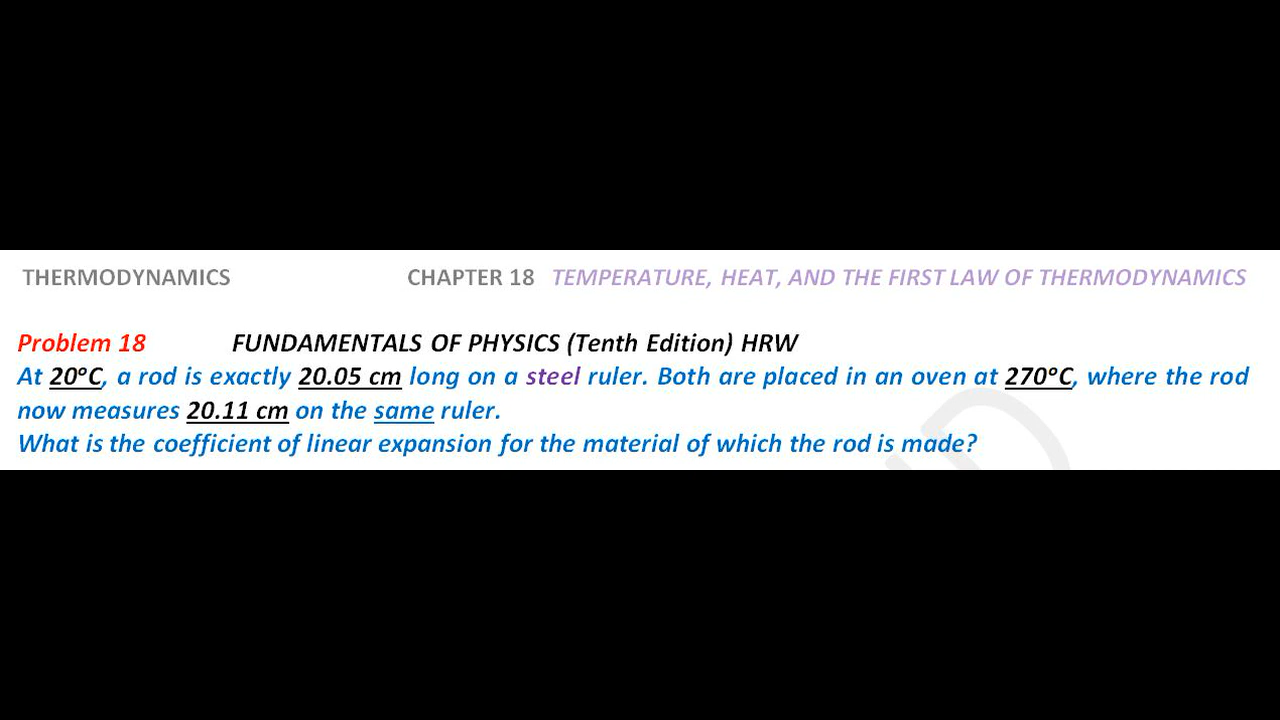 THERMODYNAMICS CHAPTER 18 TEMPERATURE, HEAT, AND THE FIRST LAW OF THERMODYNAMICS
Problem 18 FUNDAMENTALS OF PHYSICS (Tenth Edition) HRW
At 20°C, a rod is exactly 20.05 cm long on a steel ruler. Both are placed in an oven at 270°C, where the rod
now measures 20.11 cm on the same ruler.
What is the coefficient of linear expansion for the material of which the rod is made?